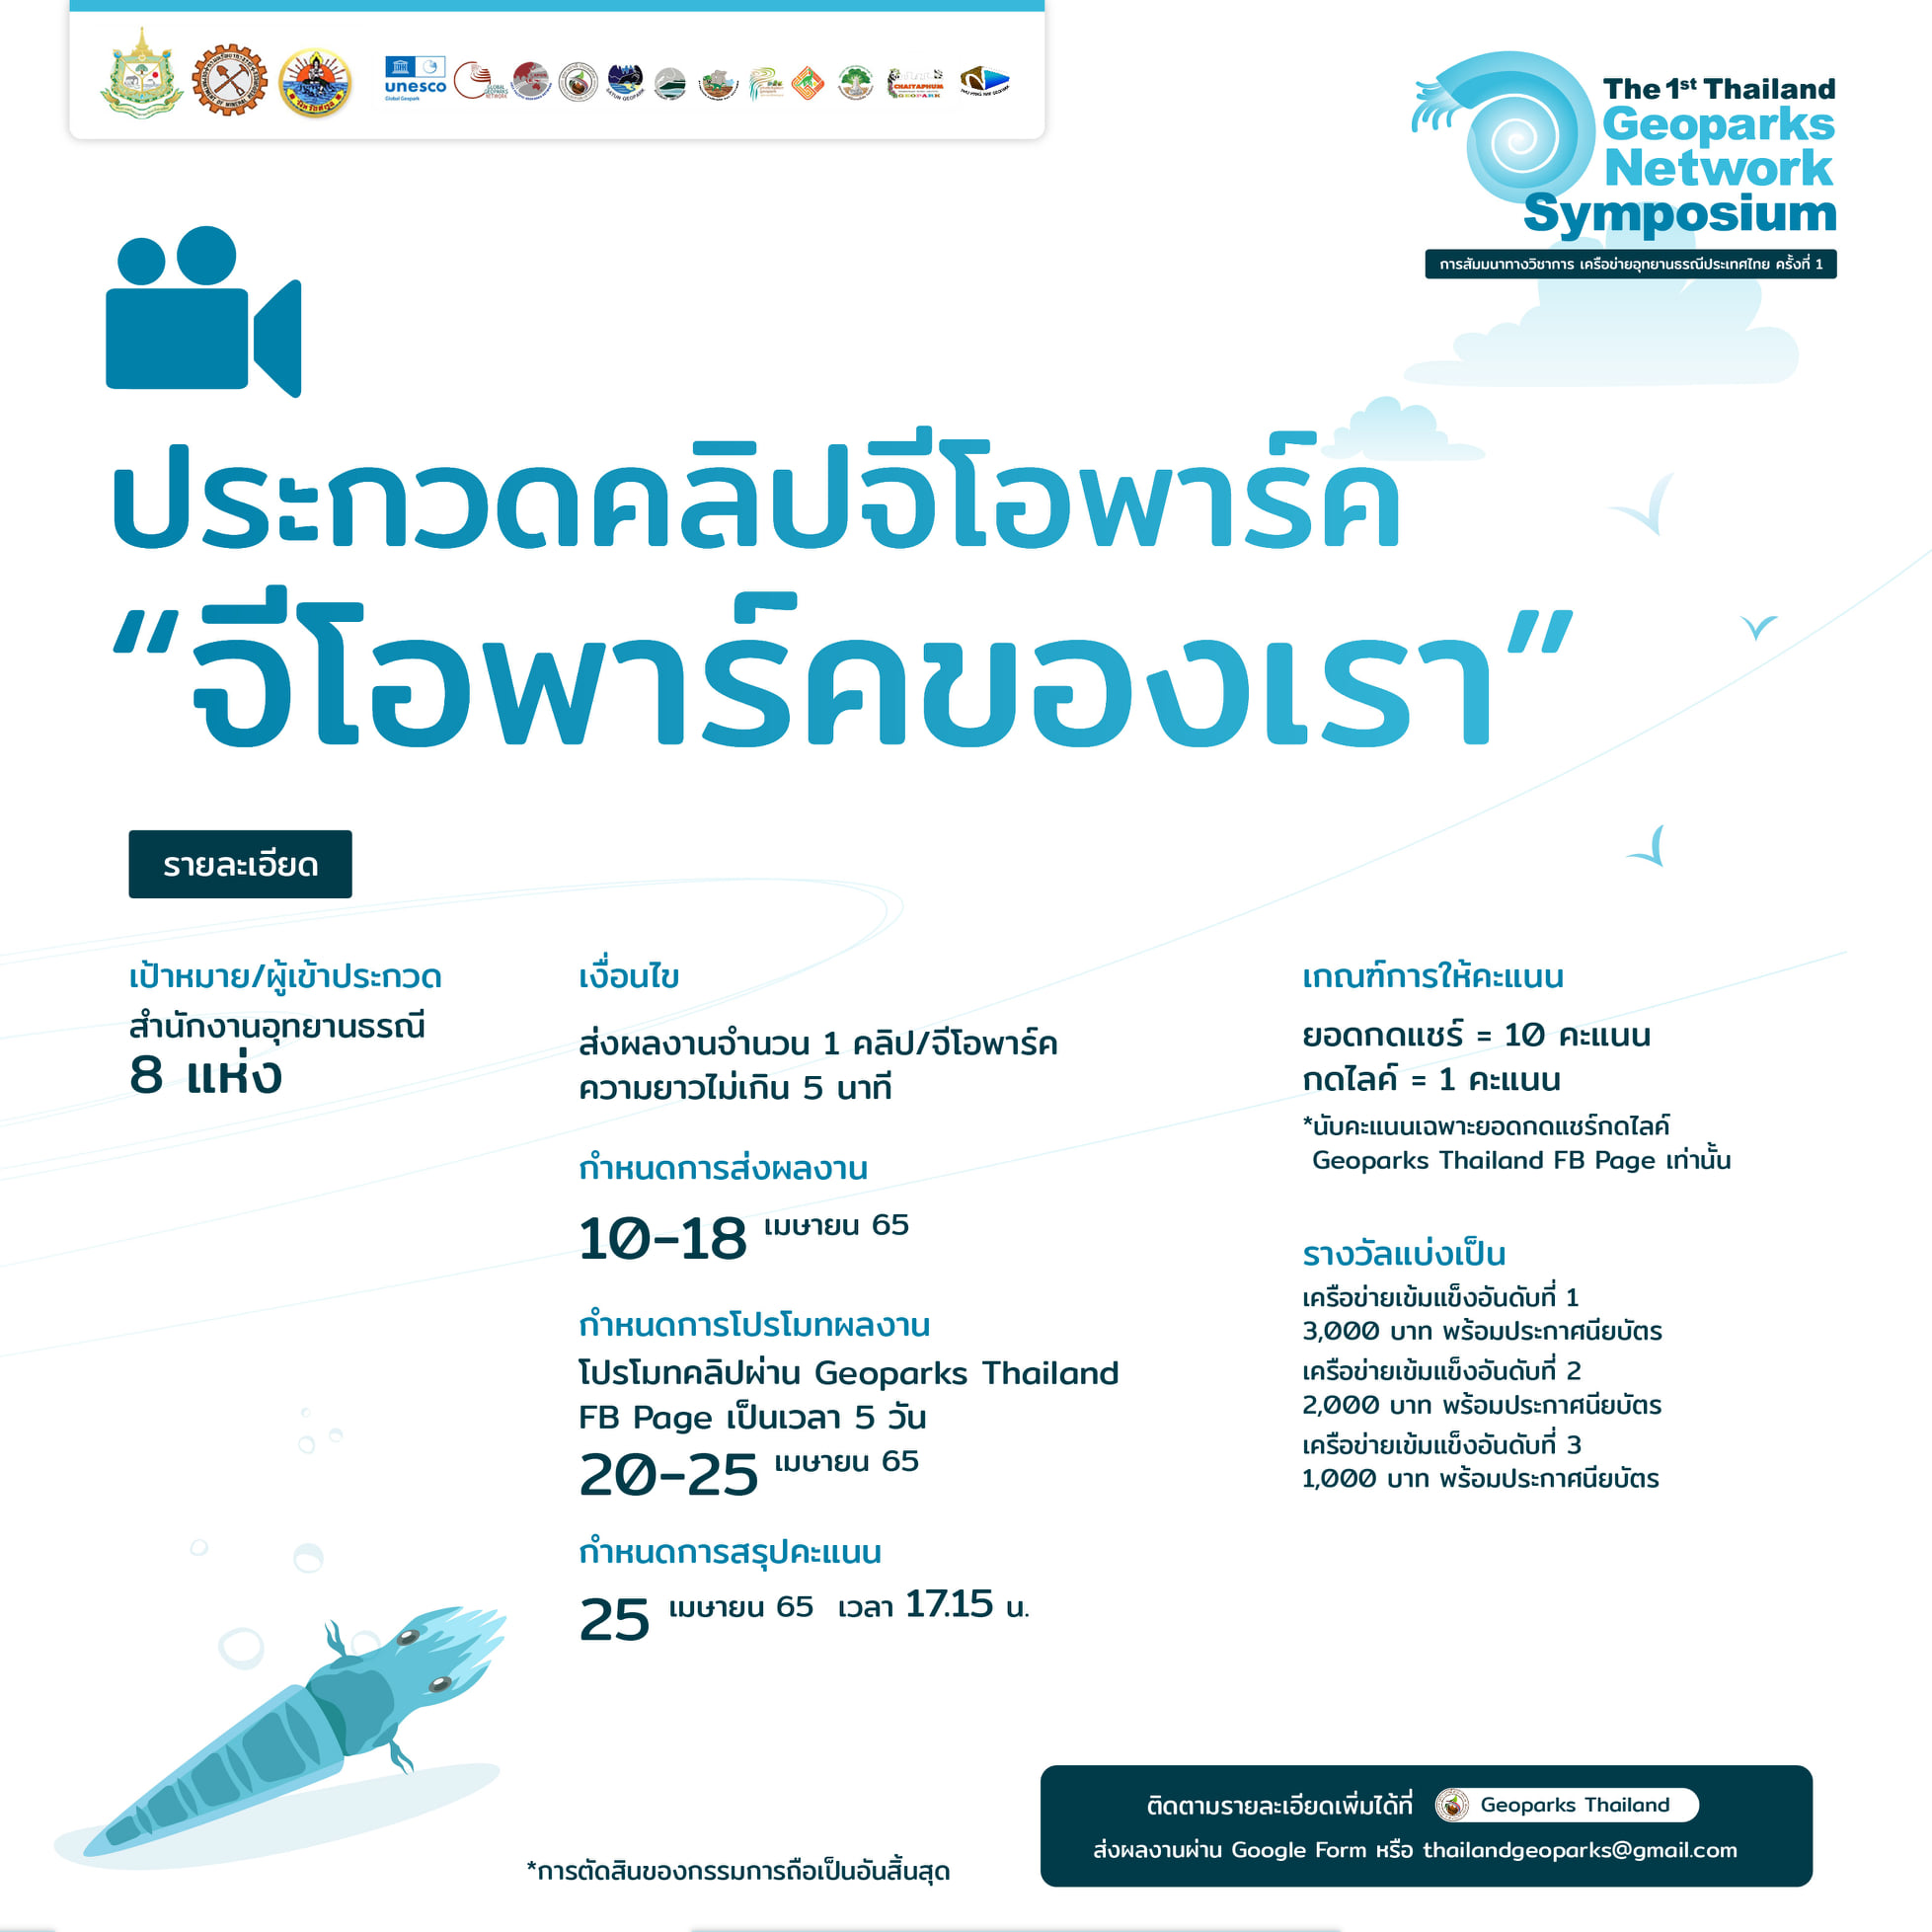 unesco
Global Geopark
GLOBAL GEOPARKS NETWORK
SATUN GEOPARK
CHAIYAPHUM
GEOPARK
The 1st Thailand
Geoparks
Network
Symposium
การสัมมนาทางวิชาการ เครือข่ายอุทยานธรณีประเทศไทย ครั้งที่ 1
ประกวดคลิปจีโอพาร์ค
“จีโอพาร์คของเรา”
รายละเอียด
เป้าหมาย/ผู้เข้าประกวด
สำนักงานอุทยานธรณี
8 แห่ง
เงื่อนไข
ส่งผลงานจำนวน 1 คลิป/จีโอพาร์ค
ความยาวไม่เกิน 5 นาที
กำหนดการส่งผลงาน
10-18 เมษายน 65
กำหนดการโปรโมทผลงาน
โปรโมทคลิปผ่าน Geoparks Thailand
FB Page เป็นเวลา 5 วัน
20-25 เมษายน 65
กำหนดการสรุปคะแนน
25 เมษายน 65 เวลา 17.15 น.
เกณฑ์การให้คะแนน
ยอดกดแชร์ = 10 คะแนน
กดไลค์ = 1 คะแนน
*นับคะแนนเฉพาะยอดกดแชร์กดไลค์
Geoparks Thailand FB Page เท่านั้น
รางวัลแบ่งเป็น
เครือข่ายเข้มแข็งอันดับที่ 1
3,000 บาท พร้อมประกาศนียบัตร
เครือข่ายเข้มแข็งอันดับที่ 2
2,000 บาท พร้อมประกาศนียบัตร
เครือข่ายเข้มแข็งอันดับที่ 3
1,000 บาท พร้อมประกาศนียบัตร
ติดตามรายละเอียดเพิ่มได้ที่ Geoparks Thailand
ส่งผลงานผ่าน Google Form หรือ thailandgeoparks@gmail.com
*การตัดสินของกรรมการถือเป็นอันสิ้นสุด